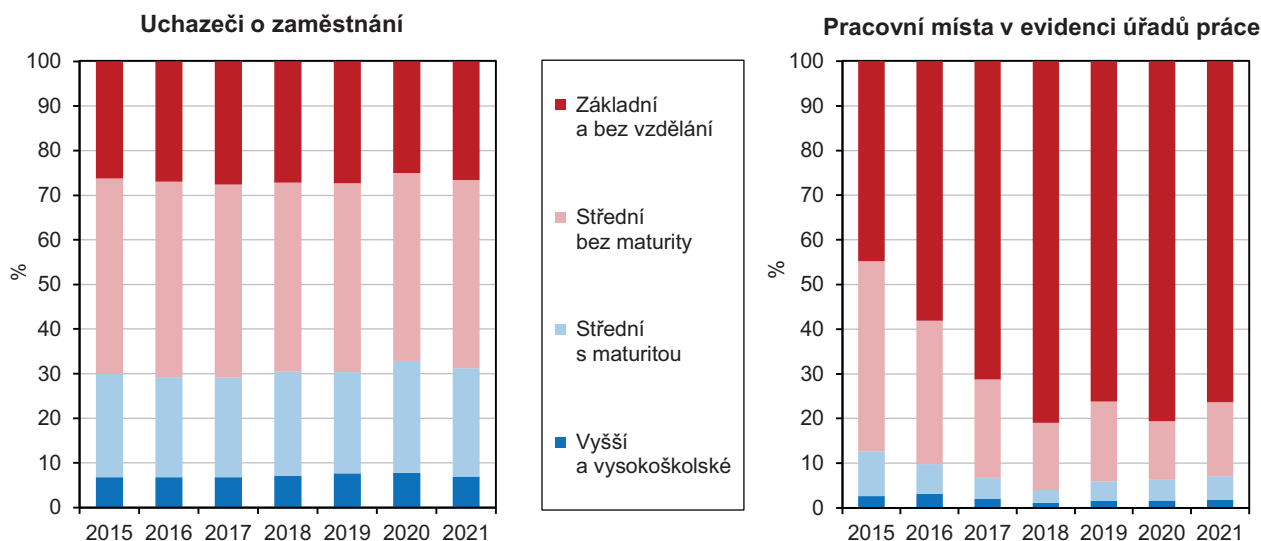 Uchazeči o zaměstnání
100
90
80
70
60
50
40
30
20
10
0
%
2015 2016 2017 2018 2019 2020 2021
Základní
a bez vzdělání
Střední
bez maturity
Střední
s maturitou
Vyšší
a vysokoškolské
Pracovní místa v evidenci úřadů práce
100
90
80
70
60
50
40
30
20
10
0
%
2015 2016 2017 2018 2019 2020 2021